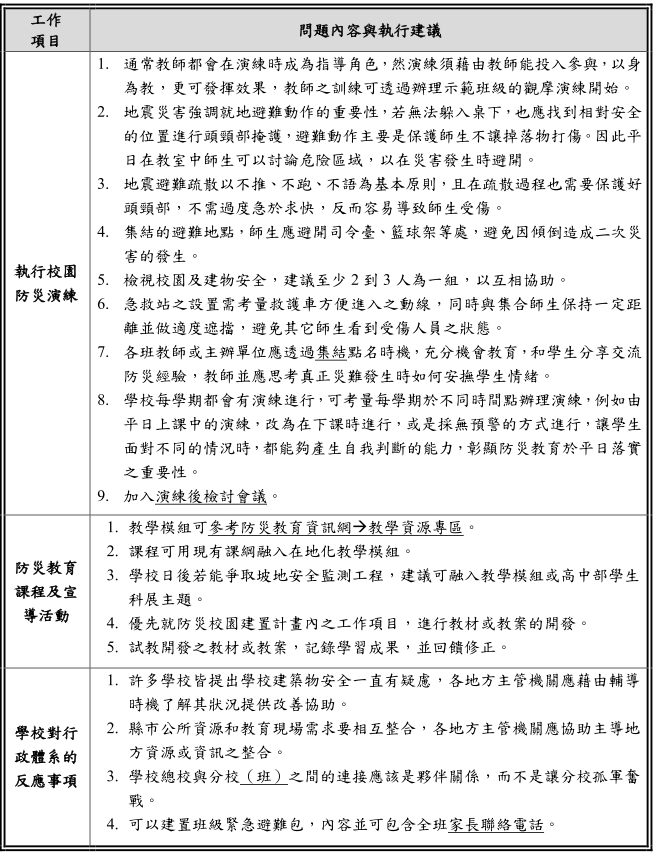 工作
項目
問題內容與執行建議
執行校園
防災演練
1. 通常教師都會在演練時成為指導角色，然演練須藉由教師能投入參與，以身
為教，更可發揮效果，教師之訓練可透過辦理示範班級的觀摩演練開始。
2. 地震災害強調就地避難動作的重要性，若無法躲入桌下，也應找到相對安全
的位置進行頭頸部掩護，避難動作主要是保護師生不讓掉落物打傷。因此平
日在教室中師生可以討論危險區域，以在災害發生時避開。
3. 地震避難疏散以不推、不跑、不語為基本原則，且在疏散過程也需要保護好
頭頸部，不需過度急於求快，反而容易導致師生受傷。
4. 集結的避難地點，師生應避開司令臺、籃球架等處，避免因傾倒造成二次災
害的發生。
5. 檢視校園及建物安全，建議至少 2 到 3 人為一組，以互相協助。
6. 急救站之設置需考量救護車方便進入之動線，同時與集合師生保持一定距
離並做適度遮擋，避免其它師生看到受傷人員之狀態。
7. 各班教師或主辦單位應透過集結點名時機，充分機會教育，和學生分享交流
防災經驗，教師並應思考真正災難發生時如何安撫學生情緒。
8. 學校每學期都會有演練進行，可考量每學期於不同時間點辦理演練，例如由
平日上課中的演練，改為在下課時進行，或是採無預警的方式進行，讓學生
面對不同的情況時，都能夠產生自我判斷的能力，彰顯防災教育於平日落實
之重要性。
9. 加入演練後檢討會議。
防災教育
課程及宣
導活動
1. 教學模組可參考防災教育資訊網→教學資源專區。
2. 課程可用現有課綱融入在地化教學模組。
3. 學校日後若能爭取坡地安全監測工程，建議可融入教學模組或高中部學生
科展主題。
4. 優先就防災校園建置計畫內之工作項目，進行教材或教案的開發。
5. 試教開發之教材或教案，記錄學習成果，並回饋修正。
學校對行
政體系的
反應事項
1. 許多學校皆提出學校建築物安全一直有疑慮，各地方主管機關應藉由輔導
時機了解其狀況提供改善協助。
2. 縣市公所資源和教育現場需求要相互整合，各地方主管機關應協助主導地
方資源或資訊之整合。
3. 學校總校與分校（班）之間的連接應該是夥伴關係，而不是讓分校孤軍奮
戰。
4. 可以建置班級緊急避難包，內容並可包含全班家長聯絡電話。